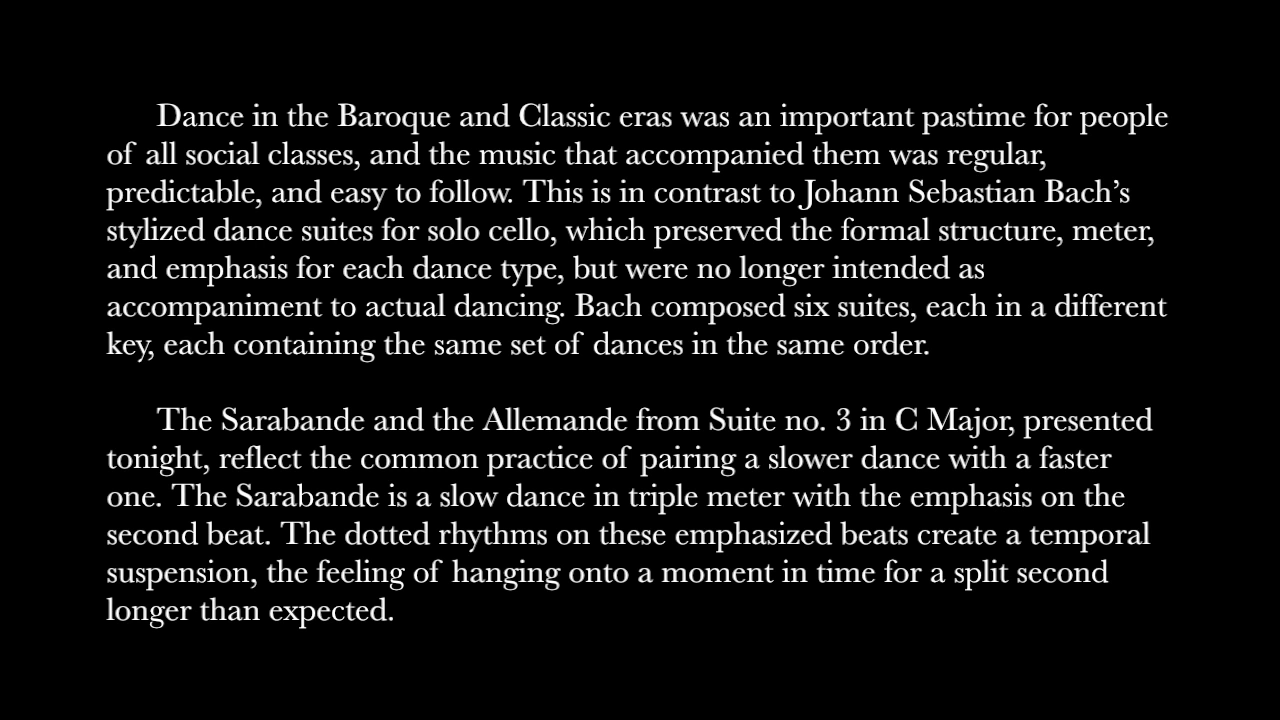 Dance in the Baroque and Classic eras was an important pastime for people
of all social classes, and the music that accompanied them was regular,
predictable, and easy to follow. This is in contrast to Johann Sebastian Bach’s
stylized dance suites for solo cello, which preserved the formal structure, meter,
and emphasis for each dance type, but were no longer intended as
accompaniment to actual dancing. Bach composed six suites, each in a different
key, each containing the same set of dances in the same order.
The Sarabande and the Allemande from Suite no. 3 in C Major, presented
tonight, reflect the common practice of pairing a slower dance with a faster
one. The Sarabande is a slow dance in triple meter with the emphasis on the
second beat. The dotted rhythms on these emphasized beats create a temporal
suspension, the feeling of hanging onto a moment in time for a split second
longer than expected.